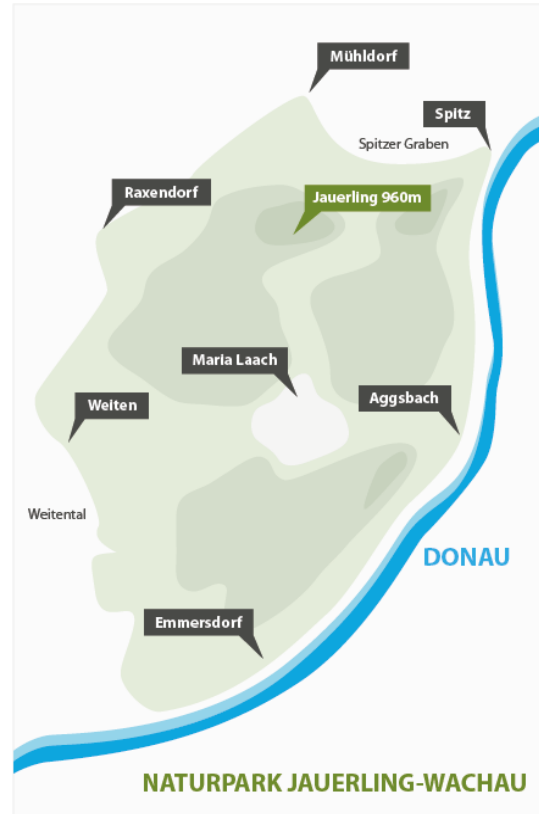 Mühldorf
Spitz
Spitzer Graben
Raxendorf
Jauerling 960m
Maria Laach
Weiten
Aggsbach
Weitental
DONAU
Emmersdorf
NATURPARK JAUERLING-WACHAU